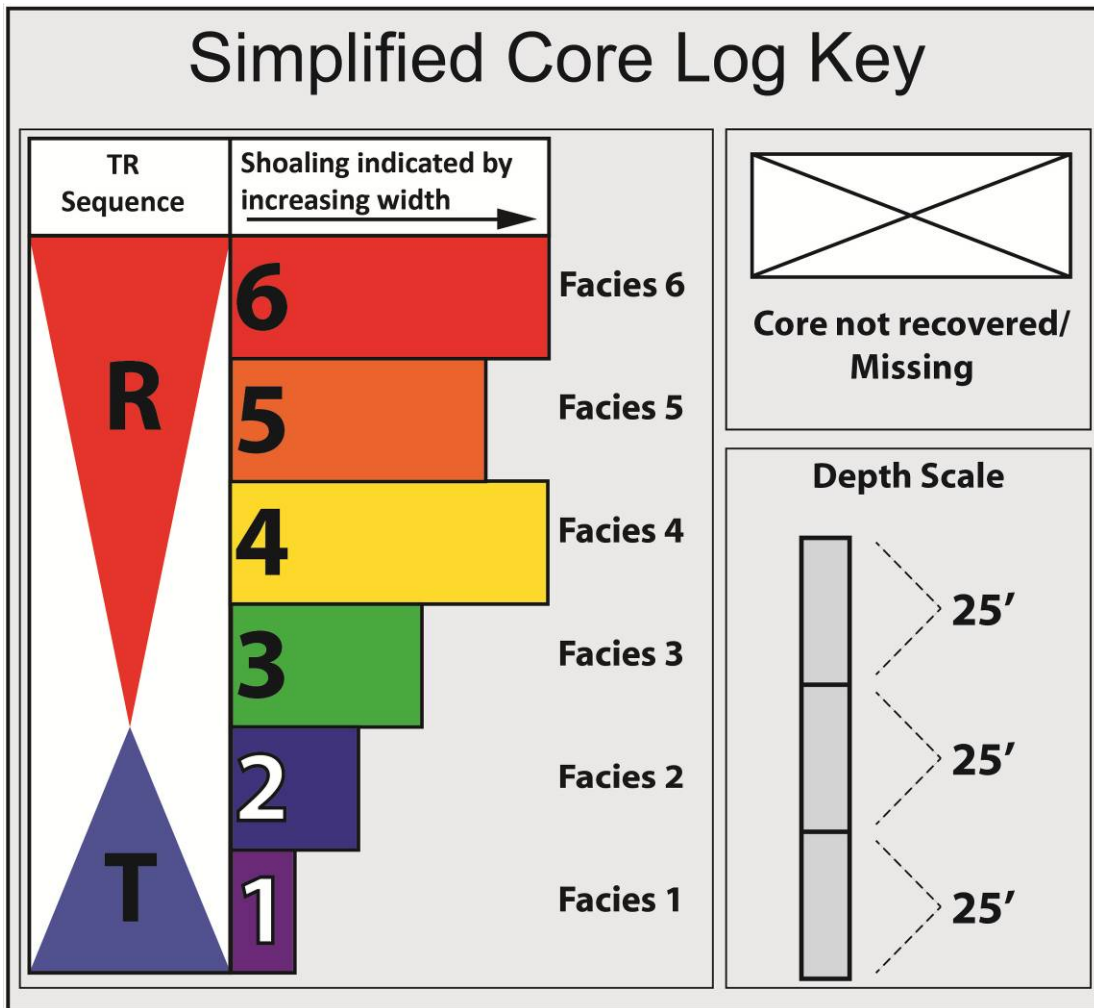 Simplified Core Log Key
TR
Sequence
Shoaling indicated by
increasing width
R
T
6
Facies 6
5
Facies 5
4
Facies 4
3
Facies 3
2
Facies 2
1
Facies 1
Core not recovered/
Missing
Depth Scale
25’
25’
25’